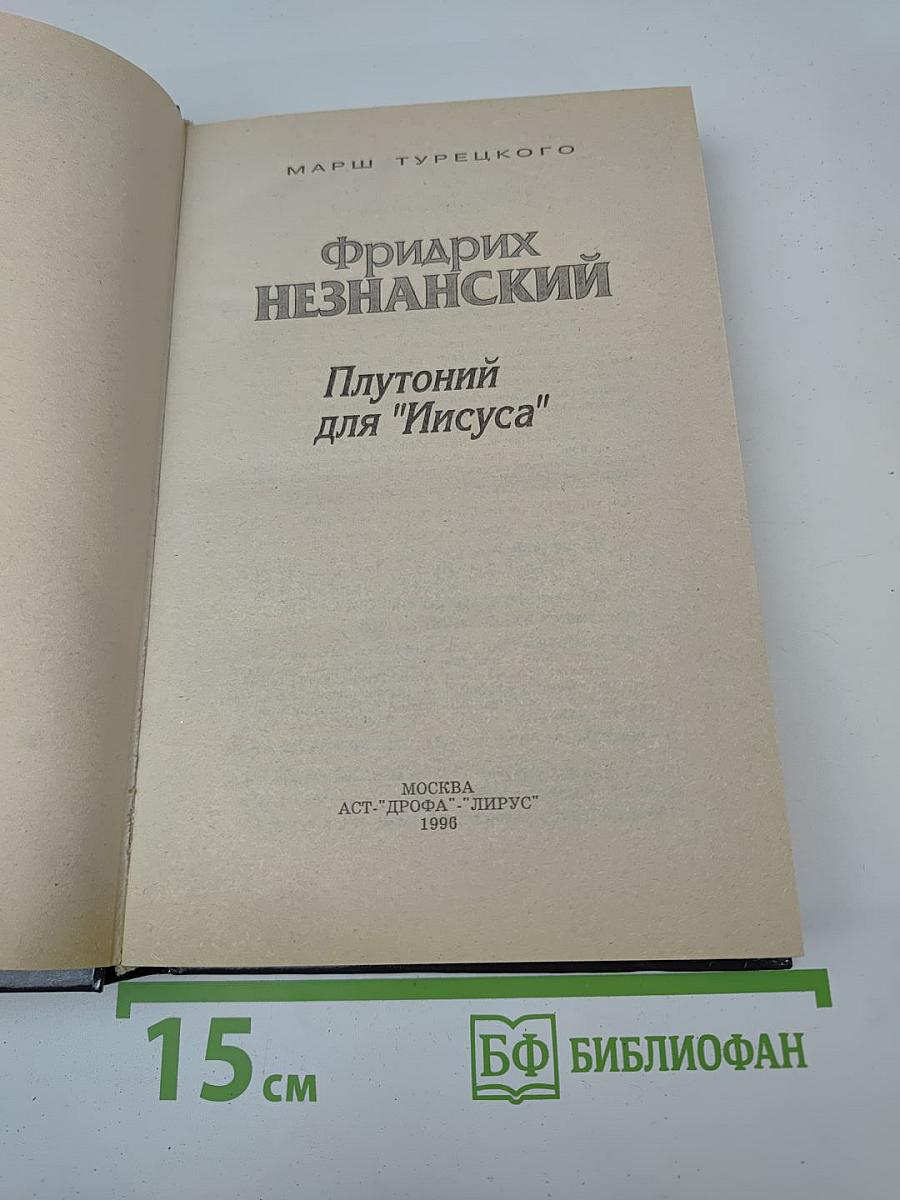 МАРШ ТУРЕЦКОГО
Фридрих
НЕЗНАНСКИЙ
Плутоний
для "Иисуса"
МОСКВА
АСТ-"ДРОФА"-"ЛИРУС"
1996
15 см
БФ БИБЛИОФАН